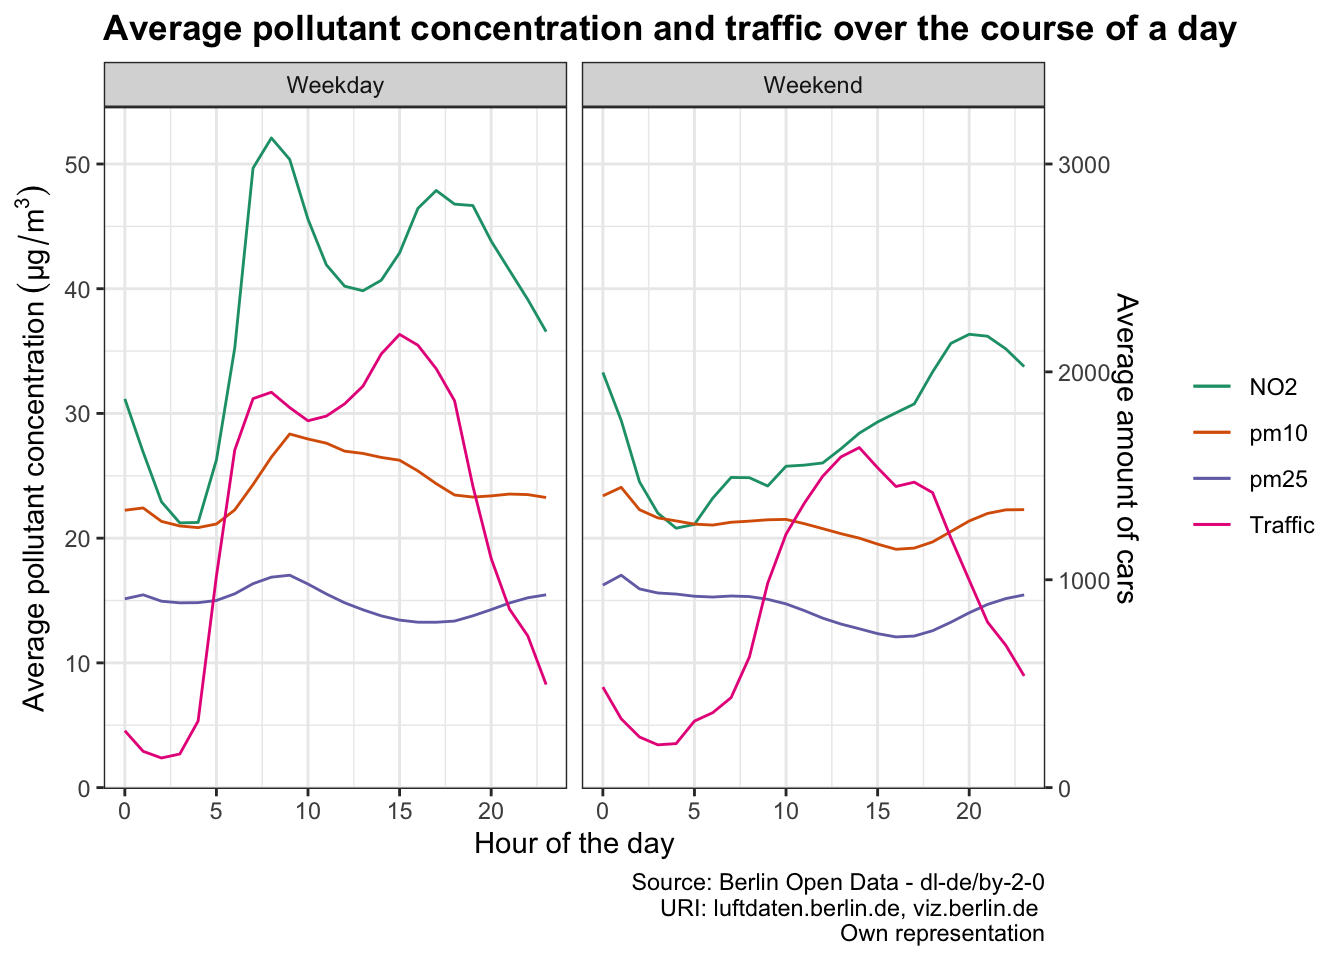 Average pollutant concentration and traffic over the course of a day
Weekday
Weekend
Average pollutant concentration (µg/m³)
50
40
30
20
10
0
3000
2000
1000
0
Average amount of cars
0 5 10 15 20
0 5 10 15 20
Hour of the day
NO2
pm10
pm25
Traffic
Source: Berlin Open Data - dl-de/by-2-0
URI: luftdaten.berlin.de, viz.berlin.de
Own representation